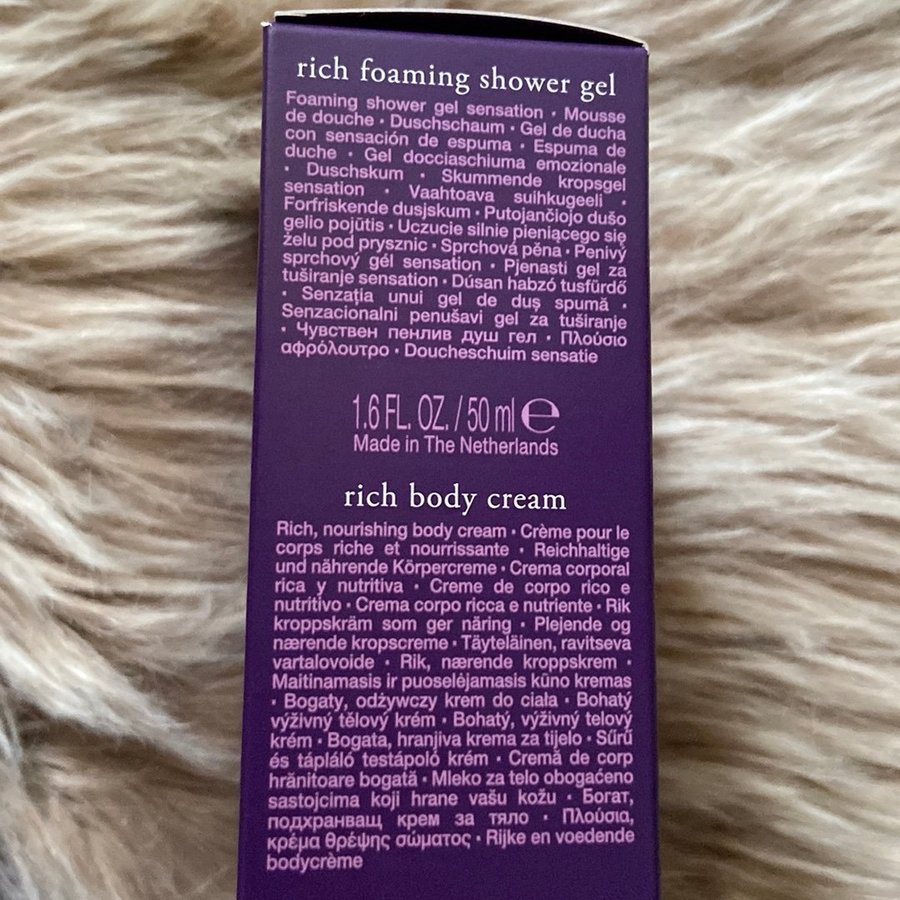 rich foaming shower gel
Foaming shower gel sensation · Mousse
de douche · Duschschaum · Gel de ducha
con sensación de espuma · Espuma de
duche · Gel docciaschiuma emozionale
· Duschskum · Skummende kropsgel
sensation · Vaahtoava suihkugeeli ·
Forfriskende dusjskum · Putojančiojo dušo
gelio pojūtis · Uczucie silnie pieniącego się
żelu pod prysznic · Sprchová pěna · Penivý
sprchový gél sensation · Pjenasti gel za
tuširanje sensation · Dúsan habzó tusfürdő
· Senzația unui gel de duș spumă ·
Senzacionalni penušavi gel za tuširanje
· Чувствен пенлив душ гел · Πλούσιο
αφρόλουτρο · Doucheschuim sensatie
1.6 FL. OZ. / 50 ml ℮
Made in The Netherlands
rich body cream
Rich, nourishing body cream · Crème pour le
corps riche et nourrissante · Reichhaltige
und nährende Körpercreme · Crema corporal
rica y nutritiva · Creme de corpo rico e
nutritivo · Crema corpo ricca e nutriente · Rik
kroppskräm som ger näring · Plejende og
nærende kropscreme · Täyteläinen, ravitseva
vartalovoide · Rik, nærende kroppskrem ·
Maitinamasis ir puoselėjamasis kūno kremas
· Bogaty, odżywczy krem do ciała · Bohatý
výživný tělový krém · Bohatý, výživný telový
krém · Bogata, hranjiva krema za tijelo · Sűrű
és tápláló testápoló krém · Cremă de corp
hrănitoare bogată · Mleko za telo obogaćeno
sastojcima koji hrane vašu kožu · Богат,
подхранващ крем за тяло · Πλούσια,
κρέμα θρέψης σώματος · Rijke en voedende
bodycrème